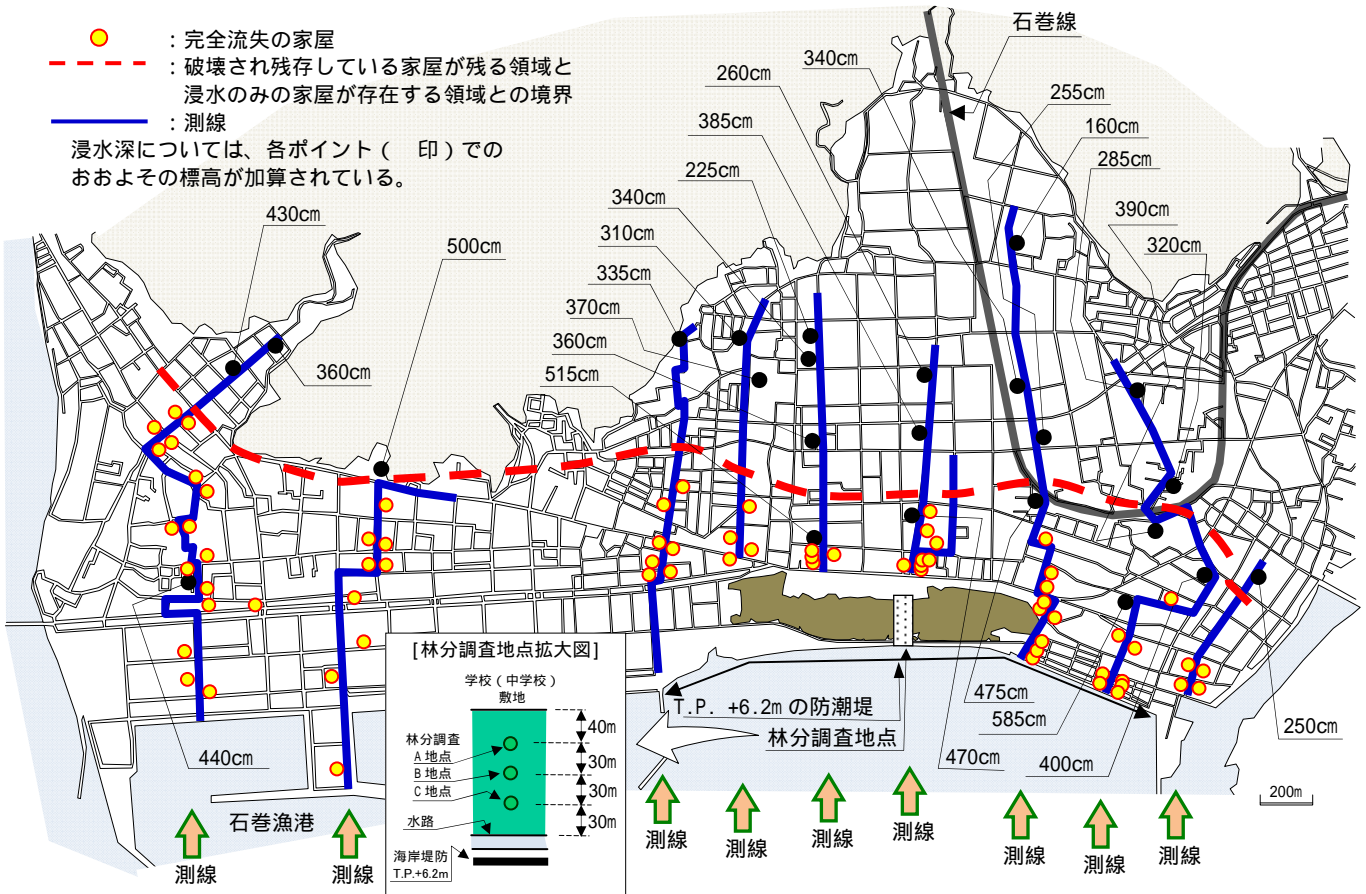 ：完全流失の家屋
：破壊され残存している家屋が残る領域と
浸水のみの家屋が存在する領域との境界
：測線
浸水深については、各ポイント（　印）での
おおよその標高が加算されている。
石巻線
340cm
260cm
255cm
385cm
160cm
225cm
285cm
340cm
390cm
430cm
310cm
320cm
500cm
335cm
370cm
360cm
360cm
515cm
[林分調査地点拡大図]
学校（中学校）
敷地
40m
林分調査
A 地点
30m
B 地点
30m
C 地点
30m
水路
海岸堤防
T.P.+6.2m
T.P. +6.2m の防潮堤
林分調査地点
475cm
585cm
470cm
400cm
250cm
440cm
200m
石巻漁港
測線
測線
測線
測線
測線
測線
測線
測線
測線